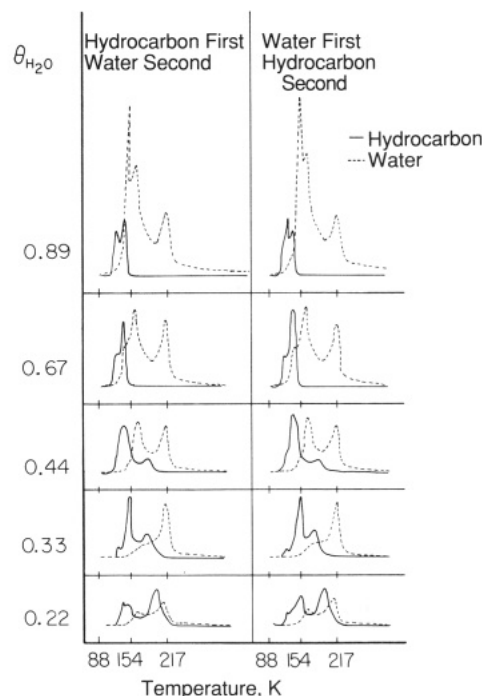 θH₂O
Hydrocarbon First
Water Second
Water First
Hydrocarbon
Second
Hydrocarbon
Water
0.89
0.67
0.44
0.33
0.22
88 154 217 88 154 217
Temperature, K